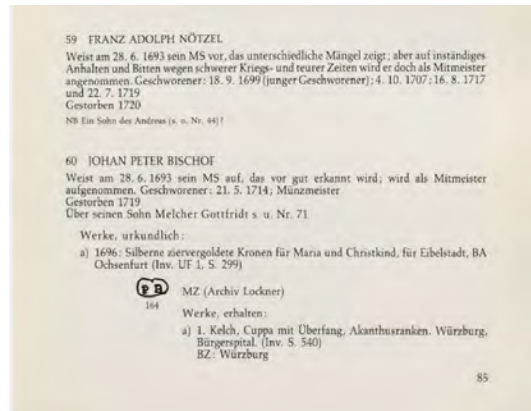 59 FRANZ ADOLPH NÖTZEL
Weist am 28. 6. 1693 sein MS vor, das unterschiedliche Mängel zeigt; aber auf inständiges
Anhalten und Bitten wegen schwerer Kriegs- und teurer Zeiten wird er doch als Mitmeister
angenommen. Geschworener: 18. 9. 1699 (junger Geschworener); 4. 10. 1707; 16. 8. 1717
und 22. 7. 1719
Gestorben 1720
NB Ein Sohn des Andreas (s. o. Nr. 44)?
60 JOHAN PETER BISCHOF
Weist am 28. 6. 1693 sein MS auf, das vor gut erkannt wird; wird als Mitmeister
aufgenommen. Geschworener: 21. 5. 1714; Münzmeister
Gestorben 1719
Über seinen Sohn Melcher Gottfridt s. u. Nr. 71
Werke, urkundlich:
a) 1696: Silberne ziervergoldete Kronen für Maria und Christkind, für Eibelstadt, BA
Ochsenfurt (Inv. UF 1, S. 299)
P B MZ (Archiv Lockner)
164
Werke, erhalten:
a) 1. Kelch, Cuppa mit Überfang, Akanthusranken. Würzburg,
Bürgerspital. (Inv. S. 540)
BZ: Würzburg
85